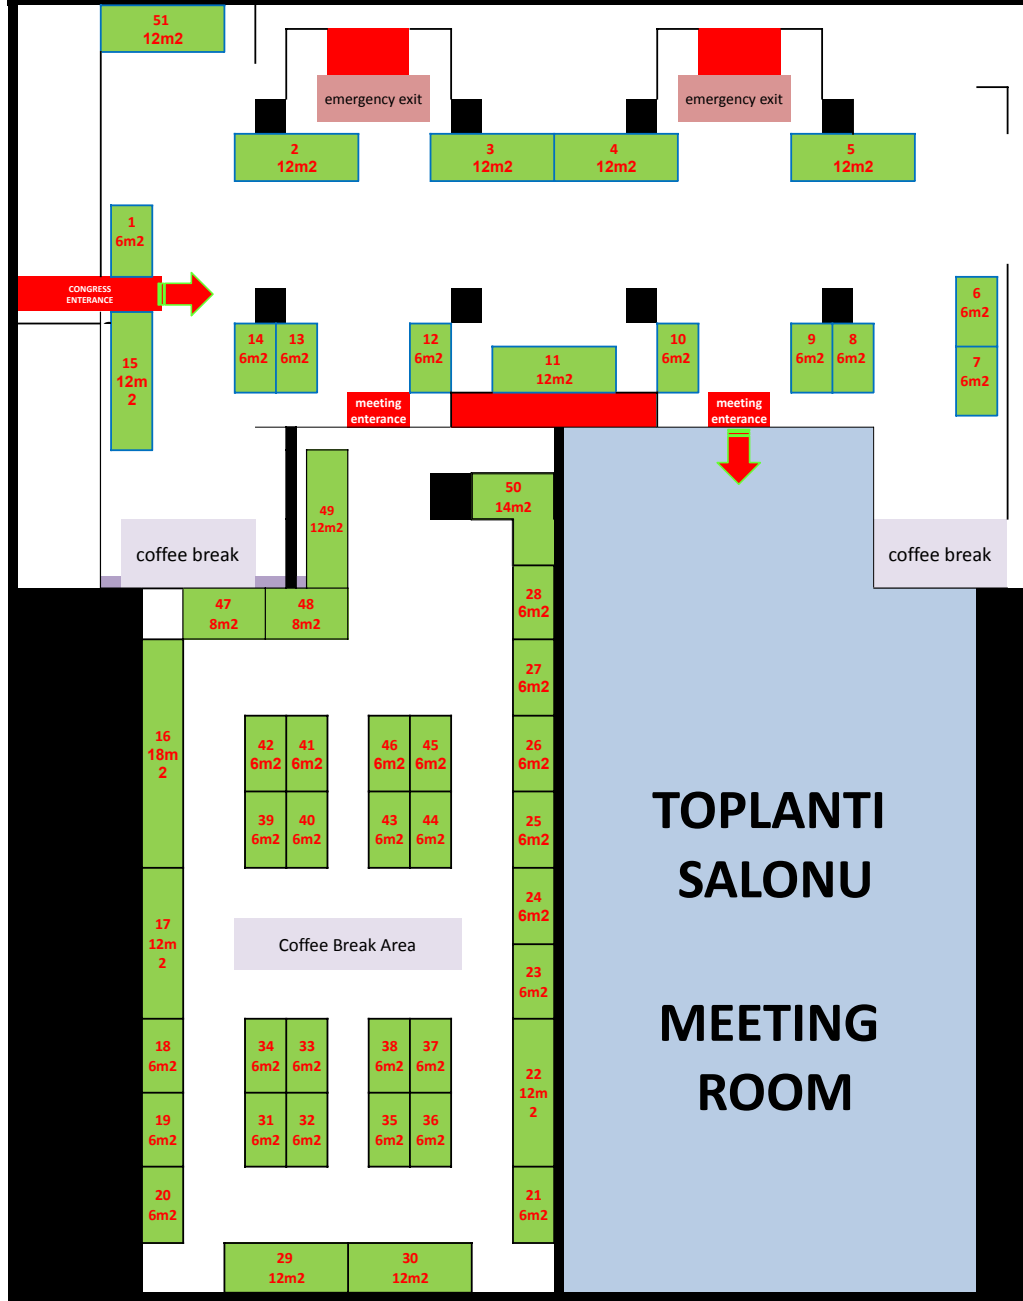 51
12m2
emergency exit
emergency exit
2
12m2
3
12m2
4
12m2
5
12m2
1
6m2
CONGRESS
ENTERANCE
6
6m2
14
6m2
13
6m2
12
6m2
11
12m2
10
6m2
9
6m2
8
6m2
7
6m2
15
12m
2
meeting
enterance
meeting
enterance
50
14m2
49
12m2
coffee break
coffee break
47
8m2
48
8m2
28
6m2
27
6m2
16
18m
2
42
6m2
41
6m2
46
6m2
45
6m2
26
6m2
39
6m2
40
6m2
43
6m2
44
6m2
25
6m2
TOPLANTI
SALONU
24
6m2
17
12m
2
Coffee Break Area
23
6m2
MEETING
ROOM
18
6m2
34
6m2
33
6m2
38
6m2
37
6m2
22
12m
2
19
6m2
31
6m2
32
6m2
35
6m2
36
6m2
20
6m2
21
6m2
29
12m2
30
12m2